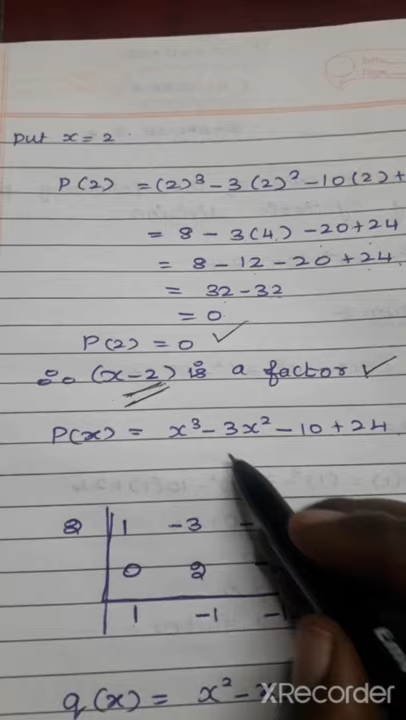 put x = 2.
P(2) = (2)³ - 3(2)² - 10(2) +
= 8 - 3(4) - 20 + 24
= 8 - 12 - 20 + 24.
= 32 - 32
= 0.
P(2) = 0 ✓
∴ (x-2) is a factor ✓
P(x) = x³ - 3x² - 10 + 24
2 | 1 -3 -
0 2 -
1 -1 -1
q(x) = x² -
XRecorder